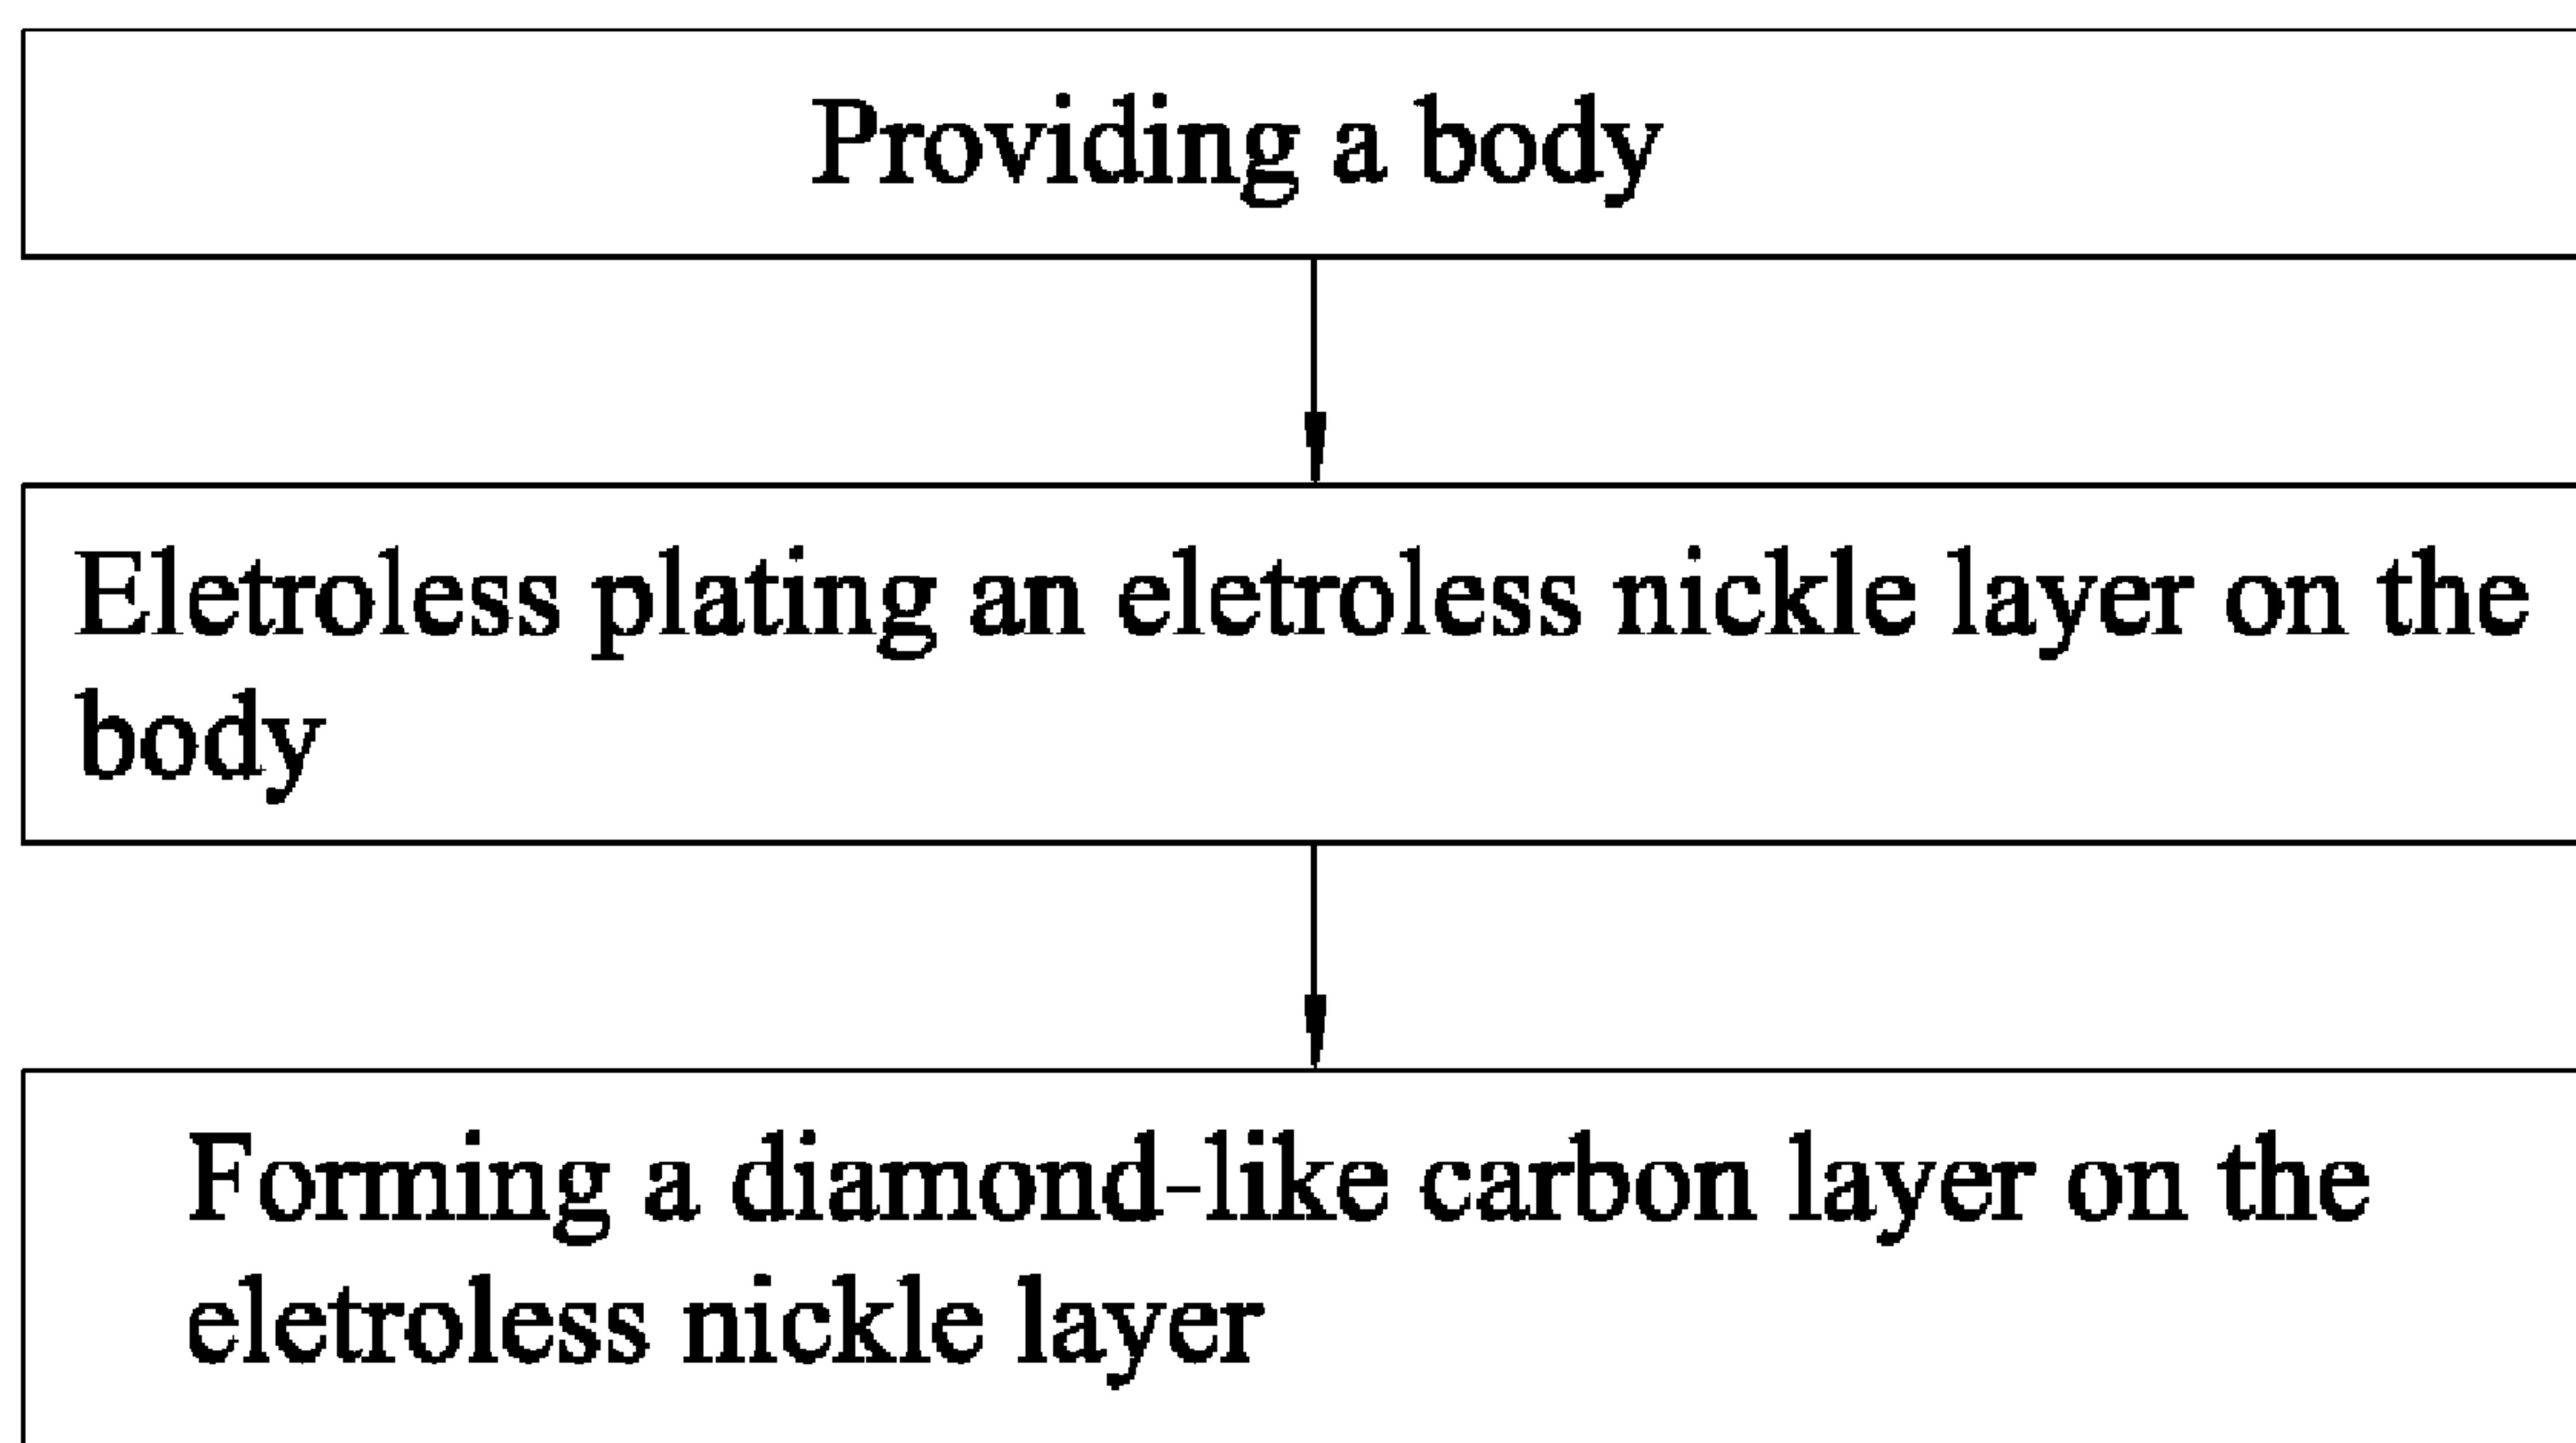 Providing a body
Eletroless plating an eletroless nickle layer on the
body
Forming a diamond-like carbon layer on the
eletroless nickle layer